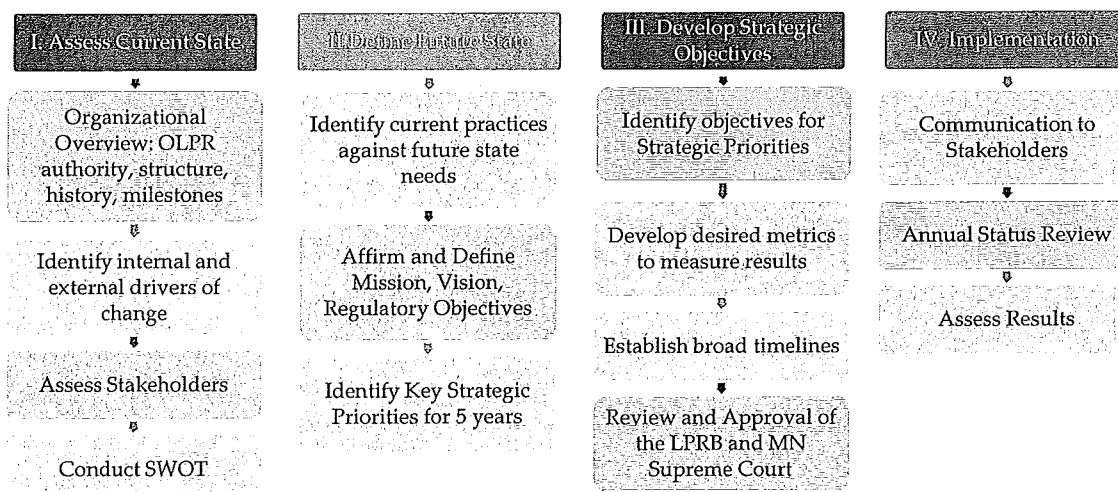 I. Assess Current State
Organizational
Overview: OLPR
authority, structure,
history, milestones
Identify internal and
external drivers of
change
Assess Stakeholders
Conduct SWOT
II. Define Future State
Identify current practices
against future state
needs
Affirm and Define
Mission, Vision,
Regulatory Objectives
Identify Key Strategic
Priorities for 5 years
III. Develop Strategic
Objectives
Identify objectives for
Strategic Priorities
Develop desired metrics
to measure results
Establish broad timelines
Review and Approval of
the LPRB and MN
Supreme Court
IV. Implementation
Communication to
Stakeholders
Annual Status Review
Assess Results